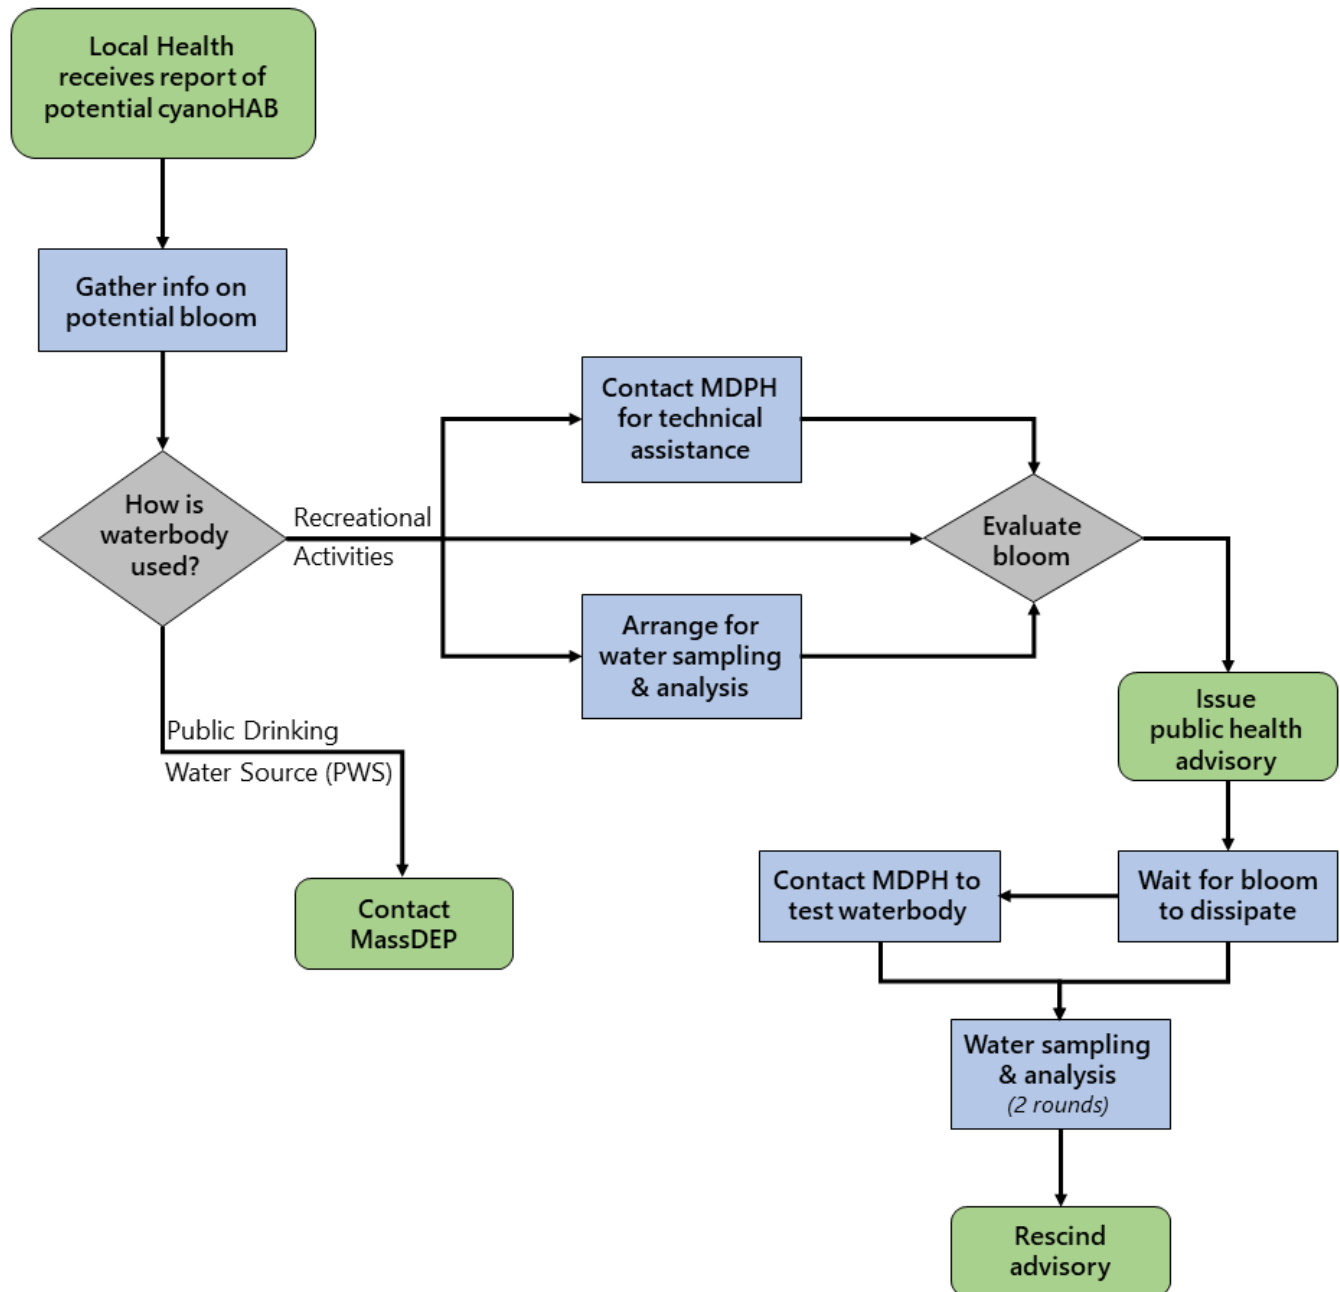 Local Health
receives report of
potential cyanoHAB
Gather info on
potential bloom
How is
waterbody
used?
Recreational
Activities
Contact MDPH
for technical
assistance
Arrange for
water sampling
& analysis
Evaluate
bloom
Public Drinking
Water Source (PWS)
Contact
MassDEP
Issue
public health
advisory
Wait for bloom
to dissipate
Contact MDPH to
test waterbody
Water sampling
& analysis
(2 rounds)
Rescind
advisory